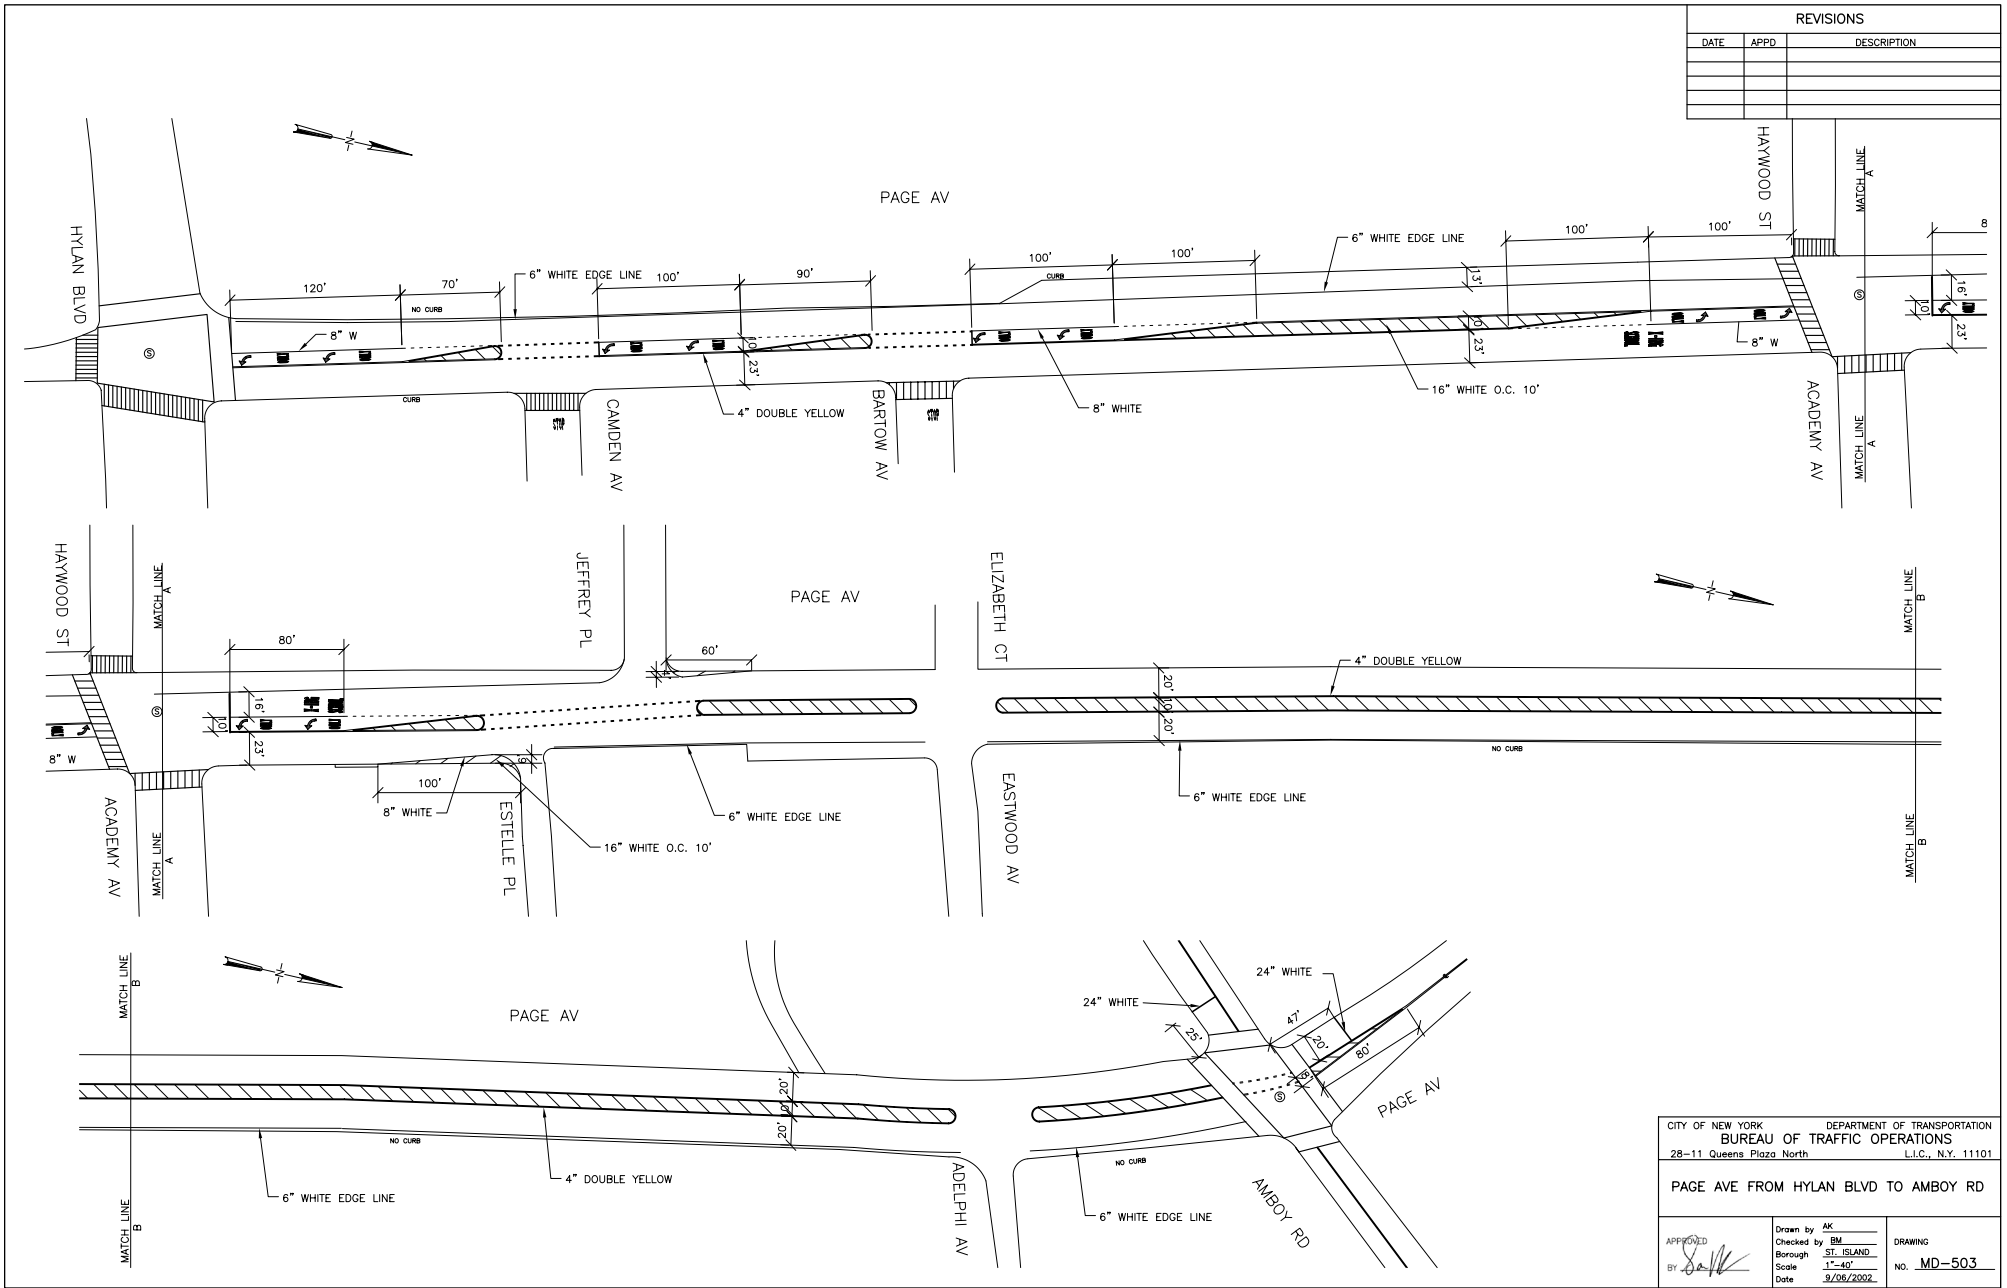 REVISIONS
DATE APPD DESCRIPTION
HYLAN BLVD
N
PAGE AV
HAYWOOD ST
MATCH LINE
A
120'
70'
6" WHITE EDGE LINE
100'
90'
100'
100'
6" WHITE EDGE LINE
100'
100'
8
NO CURB
CURB
13'
16'
10'
23'
8" W
10'
23'
10'
23'
8" W
CURB
4" DOUBLE YELLOW
8" WHITE
16" WHITE O.C. 10'
STOP
STOP
CAMDEN AV
BARTOW AV
ACADEMY AV
MATCH LINE
A
HAYWOOD ST
MATCH LINE
A
JEFFREY PL
PAGE AV
ELIZABETH CT
N
MATCH LINE
B
80'
60'
4" DOUBLE YELLOW
4'
16'
10'
23'
20'
10'
20'
8" W
6'
NO CURB
100'
8" WHITE
6" WHITE EDGE LINE
6" WHITE EDGE LINE
16" WHITE O.C. 10'
ACADEMY AV
MATCH LINE
A
ESTELLE PL
EASTWOOD AV
MATCH LINE
B
MATCH LINE
B
N
PAGE AV
24" WHITE
24" WHITE
25'
47'
20'
80'
8'
20'
10'
20'
PAGE AV
NO CURB
NO CURB
4" DOUBLE YELLOW
6" WHITE EDGE LINE
6" WHITE EDGE LINE
ADELPHI AV
AMBOY RD
MATCH LINE
B
CITY OF NEW YORK DEPARTMENT OF TRANSPORTATION
BUREAU OF TRAFFIC OPERATIONS
28-11 Queens Plaza North L.I.C., N.Y. 11101
PAGE AVE FROM HYLAN BLVD TO AMBOY RD
APPROVED
BY
Drawn by AK
Checked by BM
Borough ST. ISLAND
Scale 1"-40'
Date 9/06/2002
DRAWING
NO. MD-503